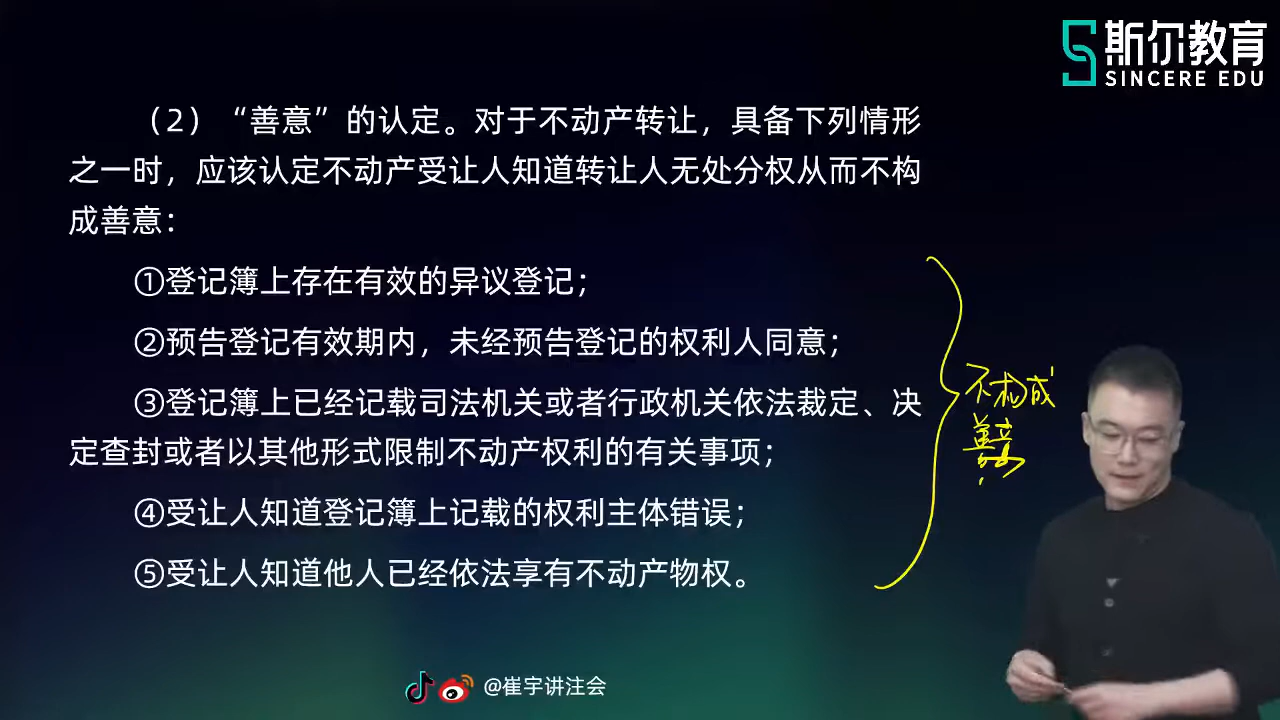 斯尔教育
SINCERE EDU
（2）“善意”的认定。对于不动产转让，具备下列情形
之一时，应该认定不动产受让人知道转让人无处分权从而不构
成善意：
①登记簿上存在有效的异议登记；
②预告登记有效期内，未经预告登记的权利人同意；
③登记簿上已经记载司法机关或者行政机关依法裁定、决
定查封或者以其他形式限制不动产权利的有关事项；
④受让人知道登记簿上记载的权利主体错误；
⑤受让人知道他人已经依法享有不动产物权。
不构成
善意
@崔宇讲注会